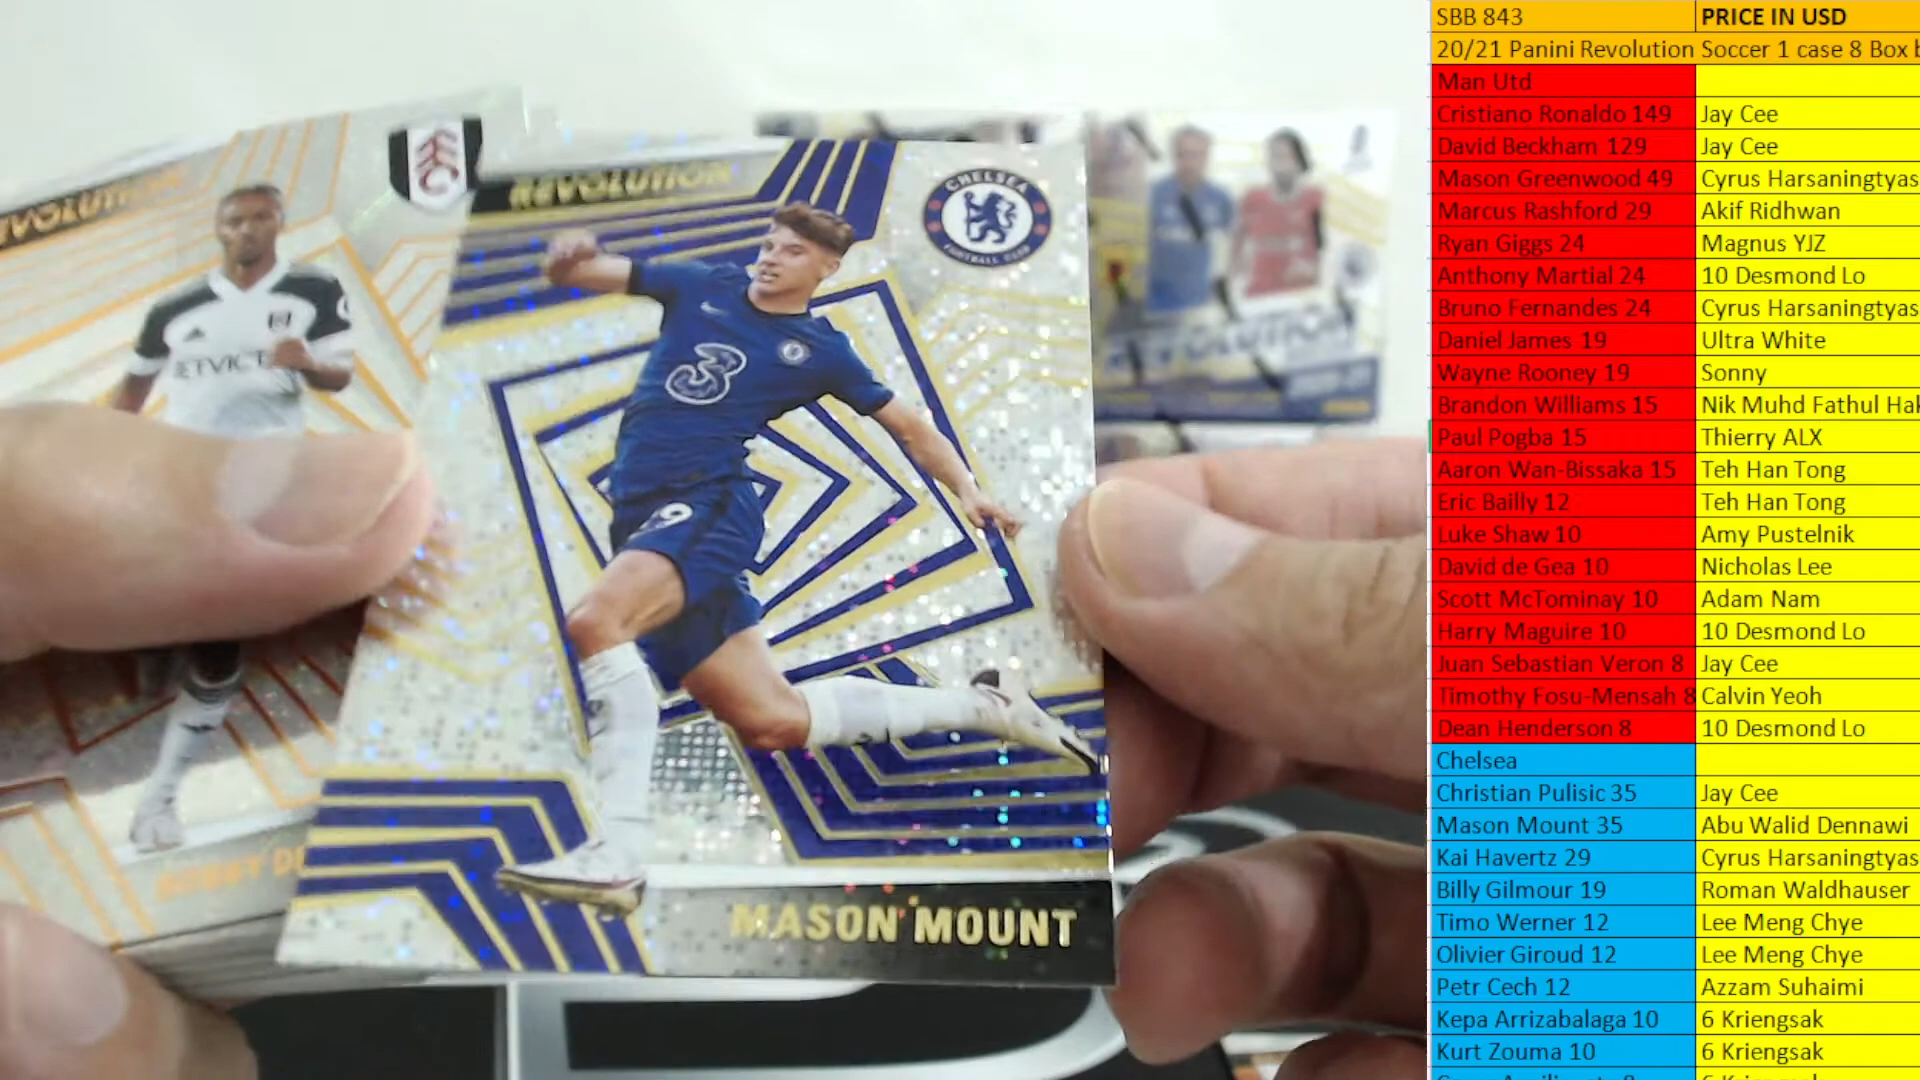 REVOLUTION
FFC
ETVICT
BOBBY DE
REVOLUTION
CHELSEA
FOOTBALL CLUB
3
19
MASON MOUNT
REVOLUTION
SBB 843 PRICE IN USD
20/21 Panini Revolution Soccer 1 case 8 Box b
Man Utd
Cristiano Ronaldo 149 Jay Cee
David Beckham 129 Jay Cee
Mason Greenwood 49 Cyrus Harsaningtyas
Marcus Rashford 29 Akif Ridhwan
Ryan Giggs 24 Magnus YJZ
Anthony Martial 24 10 Desmond Lo
Bruno Fernandes 24 Cyrus Harsaningtyas
Daniel James 19 Ultra White
Wayne Rooney 19 Sonny
Brandon Williams 15 Nik Muhd Fathul Hak
Paul Pogba 15 Thierry ALX
Aaron Wan-Bissaka 15 Teh Han Tong
Eric Bailly 12 Teh Han Tong
Luke Shaw 10 Amy Pustelnik
David de Gea 10 Nicholas Lee
Scott McTominay 10 Adam Nam
Harry Maguire 10 10 Desmond Lo
Juan Sebastian Veron 8 Jay Cee
Timothy Fosu-Mensah 8 Calvin Yeoh
Dean Henderson 8 10 Desmond Lo
Chelsea
Christian Pulisic 35 Jay Cee
Mason Mount 35 Abu Walid Dennawi
Kai Havertz 29 Cyrus Harsaningtyas
Billy Gilmour 19 Roman Waldhauser
Timo Werner 12 Lee Meng Chye
Olivier Giroud 12 Lee Meng Chye
Petr Cech 12 Azzam Suhaimi
Kepa Arrizabalaga 10 6 Kriengsak
Kurt Zouma 10 6 Kriengsak